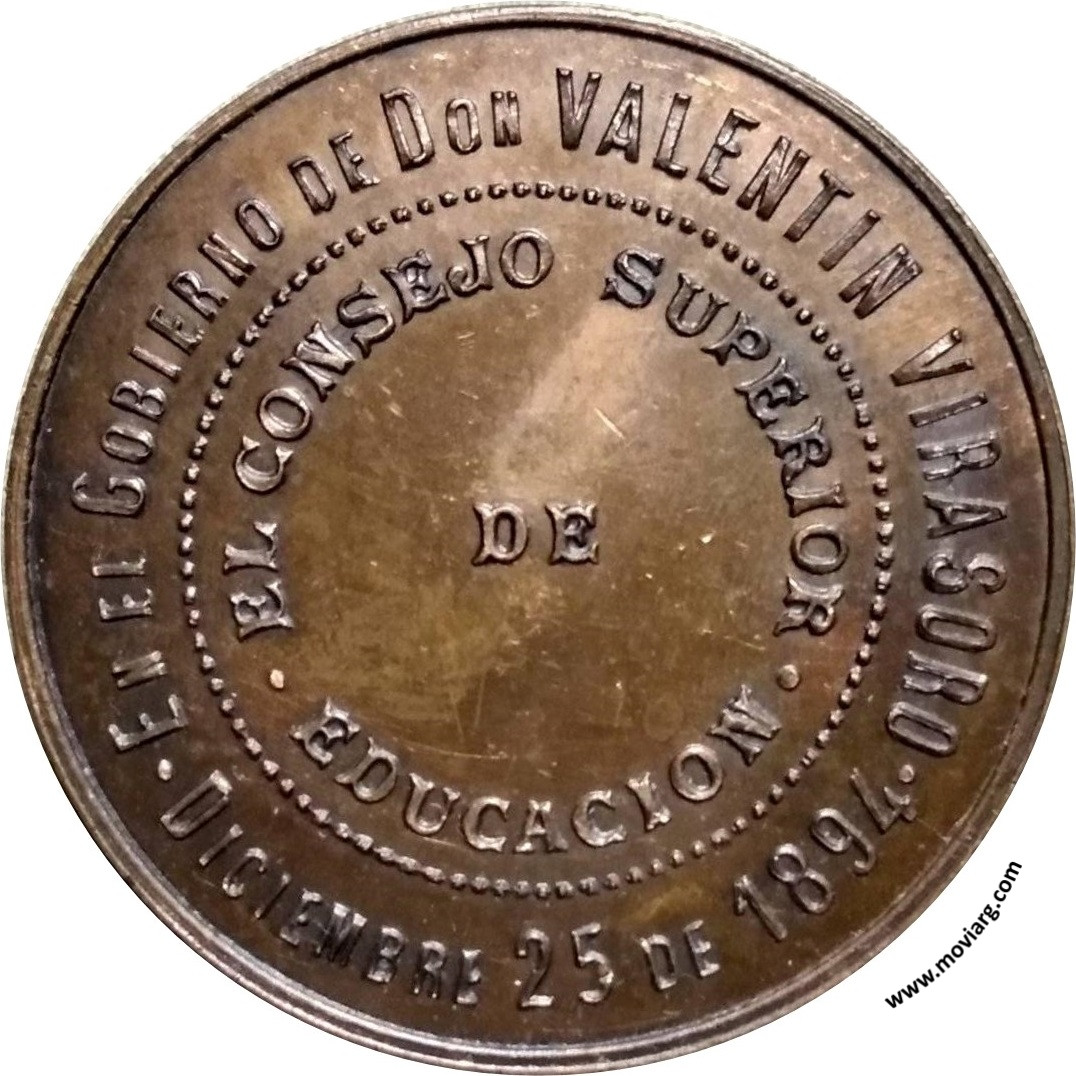 EN EL GOBIERNO DE DON VALENTIN VIRASORO
· DICIEMBRE 25 DE 1894 ·
EL CONSEJO SUPERIOR
DE
· EDUCACION ·
www.moviarg.com